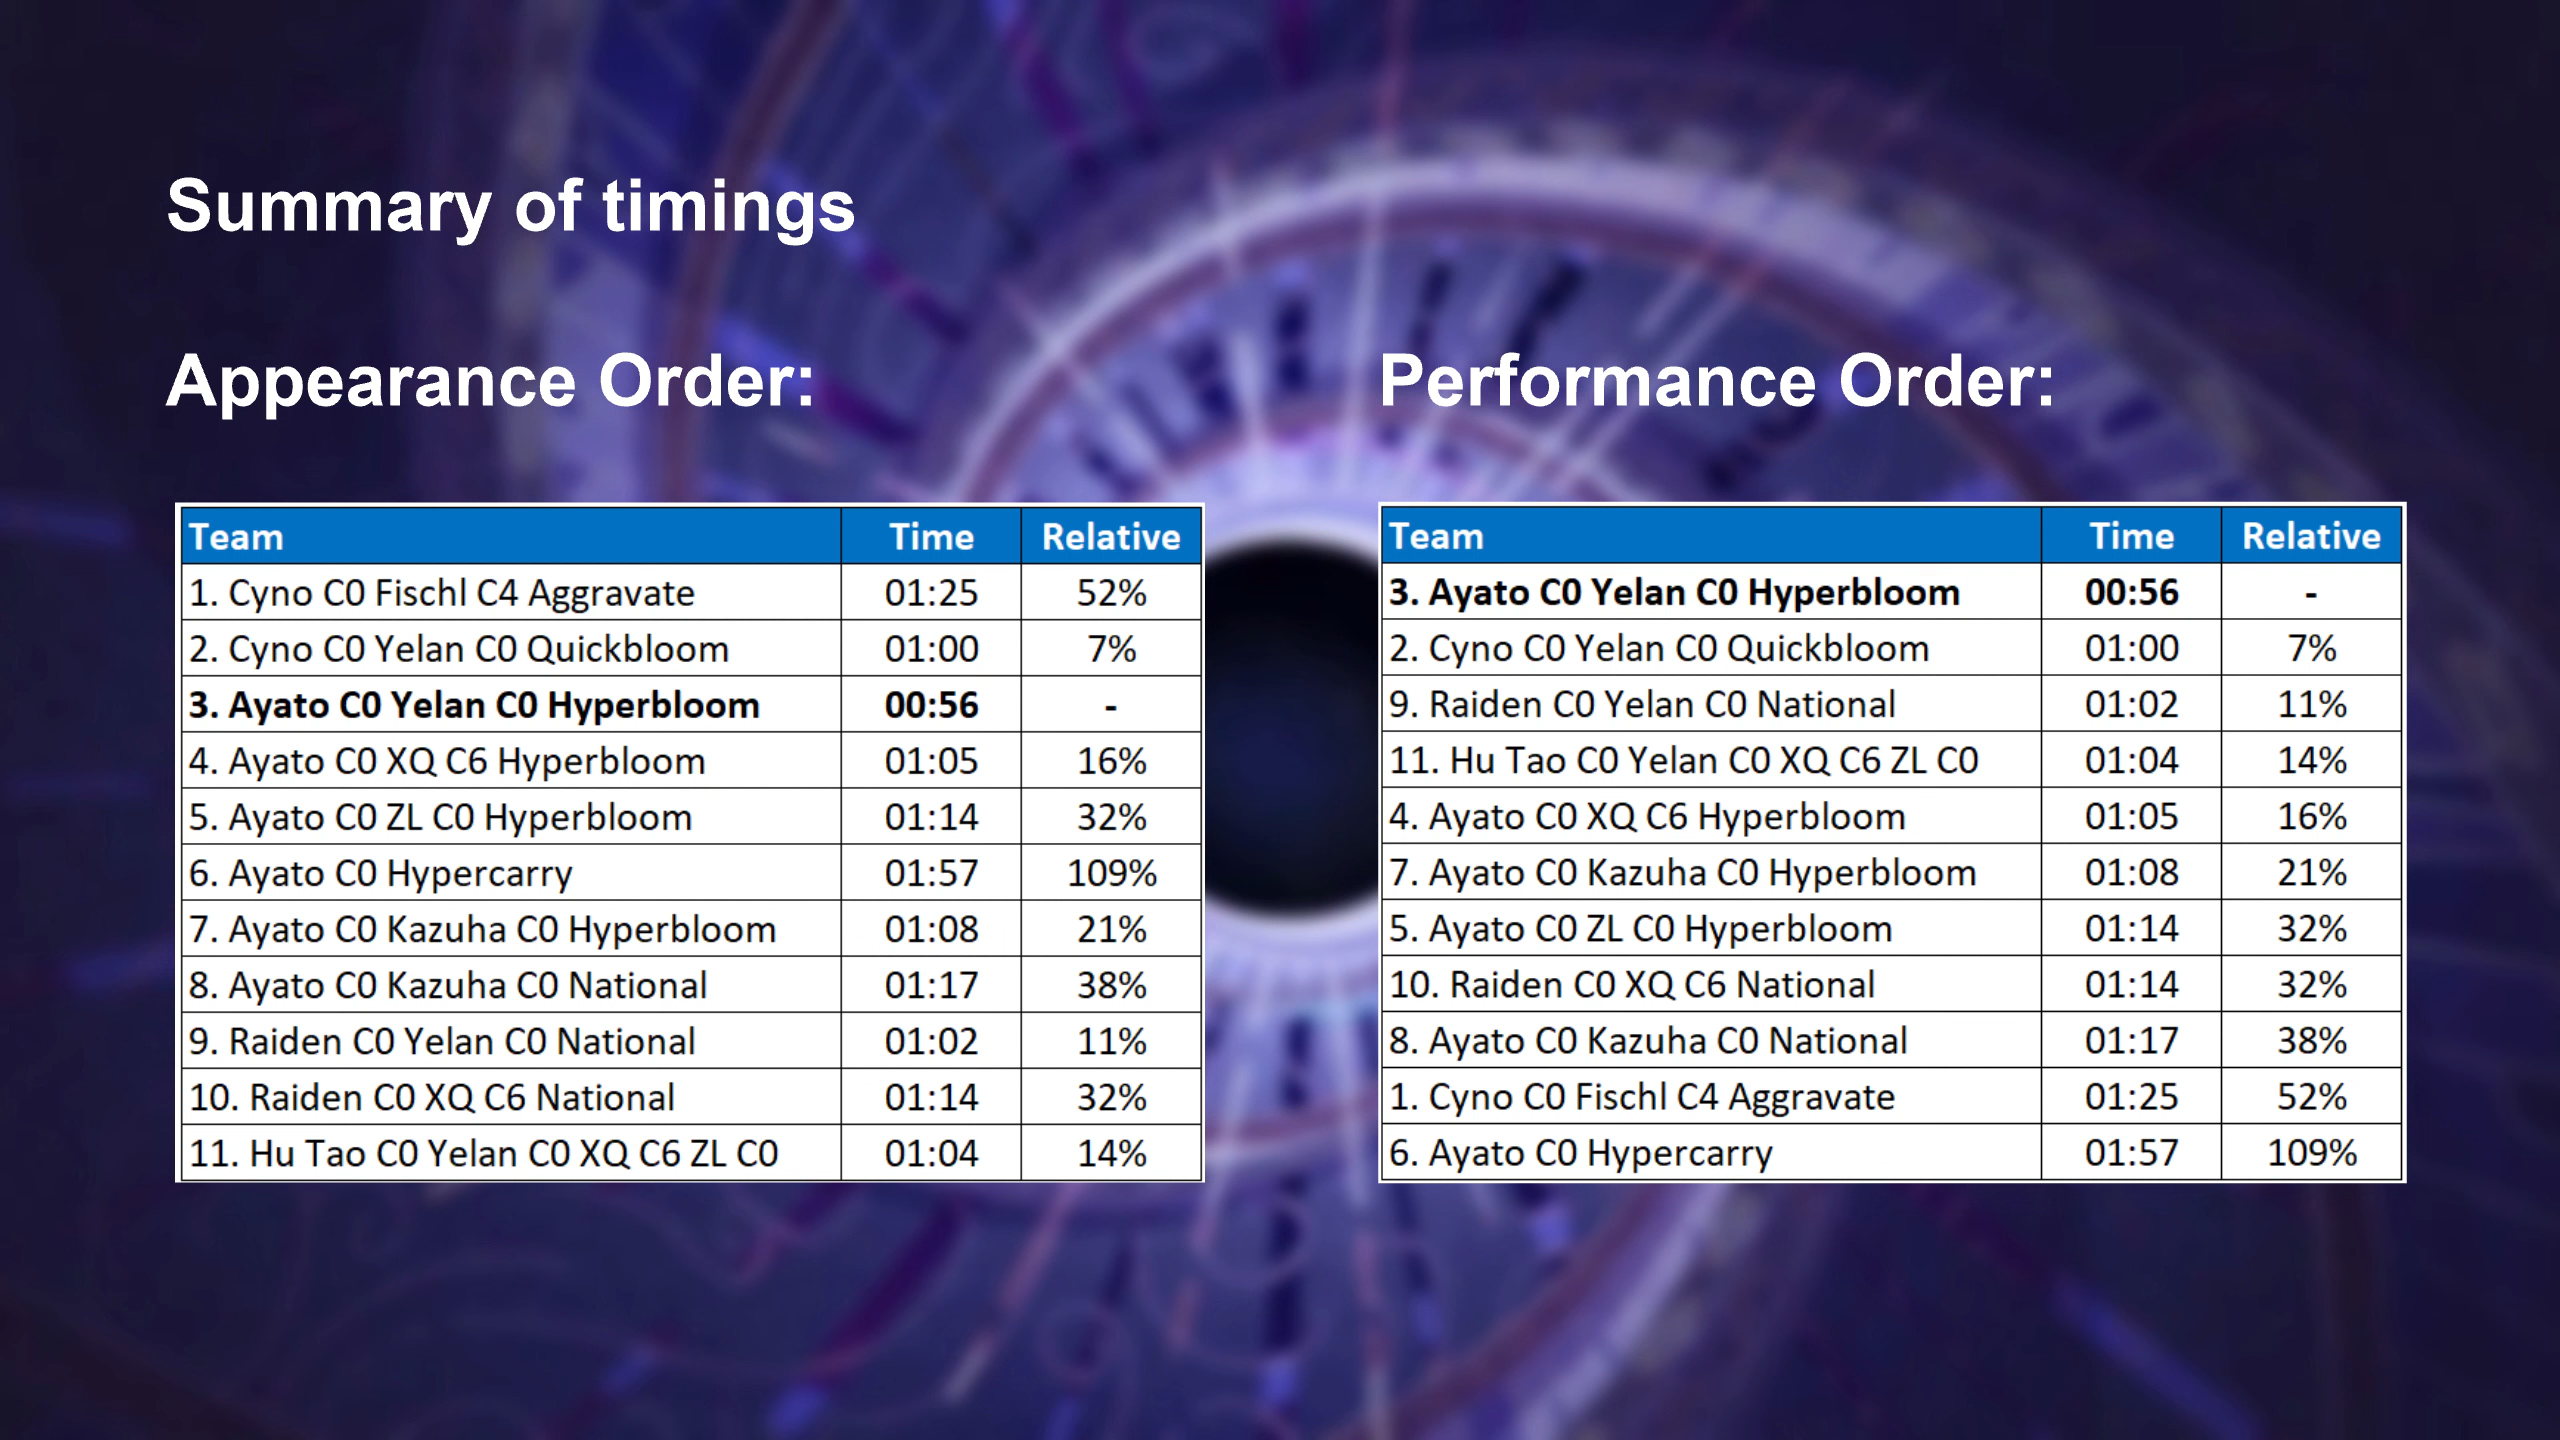 Summary of timings
Appearance Order:
Team Time Relative
1. Cyno C0 Fischl C4 Aggravate 01:25 52%
2. Cyno C0 Yelan C0 Quickbloom 01:00 7%
3. Ayato C0 Yelan C0 Hyperbloom 00:56 -
4. Ayato C0 XQ C6 Hyperbloom 01:05 16%
5. Ayato C0 ZL C0 Hyperbloom 01:14 32%
6. Ayato C0 Hypercarry 01:57 109%
7. Ayato C0 Kazuha C0 Hyperbloom 01:08 21%
8. Ayato C0 Kazuha C0 National 01:17 38%
9. Raiden C0 Yelan C0 National 01:02 11%
10. Raiden C0 XQ C6 National 01:14 32%
11. Hu Tao C0 Yelan C0 XQ C6 ZL C0 01:04 14%
Performance Order:
Team Time Relative
3. Ayato C0 Yelan C0 Hyperbloom 00:56 -
2. Cyno C0 Yelan C0 Quickbloom 01:00 7%
9. Raiden C0 Yelan C0 National 01:02 11%
11. Hu Tao C0 Yelan C0 XQ C6 ZL C0 01:04 14%
4. Ayato C0 XQ C6 Hyperbloom 01:05 16%
7. Ayato C0 Kazuha C0 Hyperbloom 01:08 21%
5. Ayato C0 ZL C0 Hyperbloom 01:14 32%
10. Raiden C0 XQ C6 National 01:14 32%
8. Ayato C0 Kazuha C0 National 01:17 38%
1. Cyno C0 Fischl C4 Aggravate 01:25 52%
6. Ayato C0 Hypercarry 01:57 109%